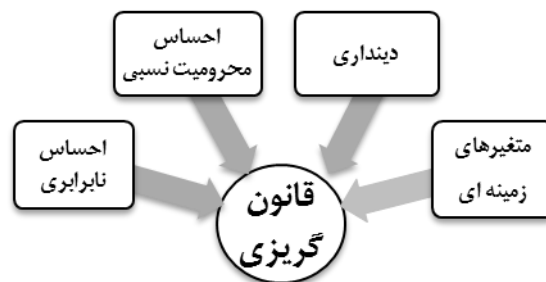 دینداری
احساس
محرومیت نسبی
متغیرهای
زمینه ای
احساس
نابرابری
قانون
گریزی